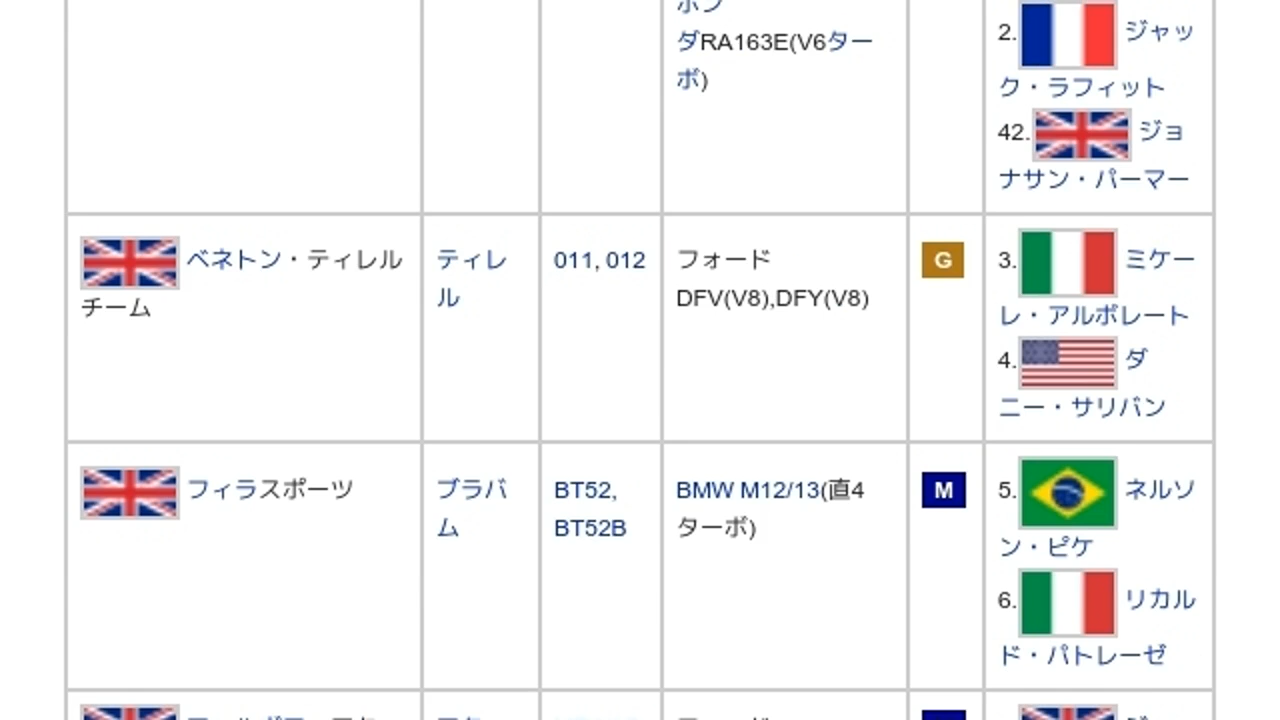 ホン
ダRA163E(V6ター
ボ)
2. ジャッ
ク・ラフィット
42. ジョ
ナサン・パーマー
ベネトン・ティレル
チーム
ティレ
ル
011, 012
フォード
DFV(V8),DFY(V8)
G
3. ミケー
レ・アルボレート
4. ダ
ニー・サリバン
フィラスポーツ
ブラバ
ム
BT52,
BT52B
BMW M12/13(直4
ターボ)
M
5. ネルソ
ン・ピケ
6. リカル
ド・パトレーゼ